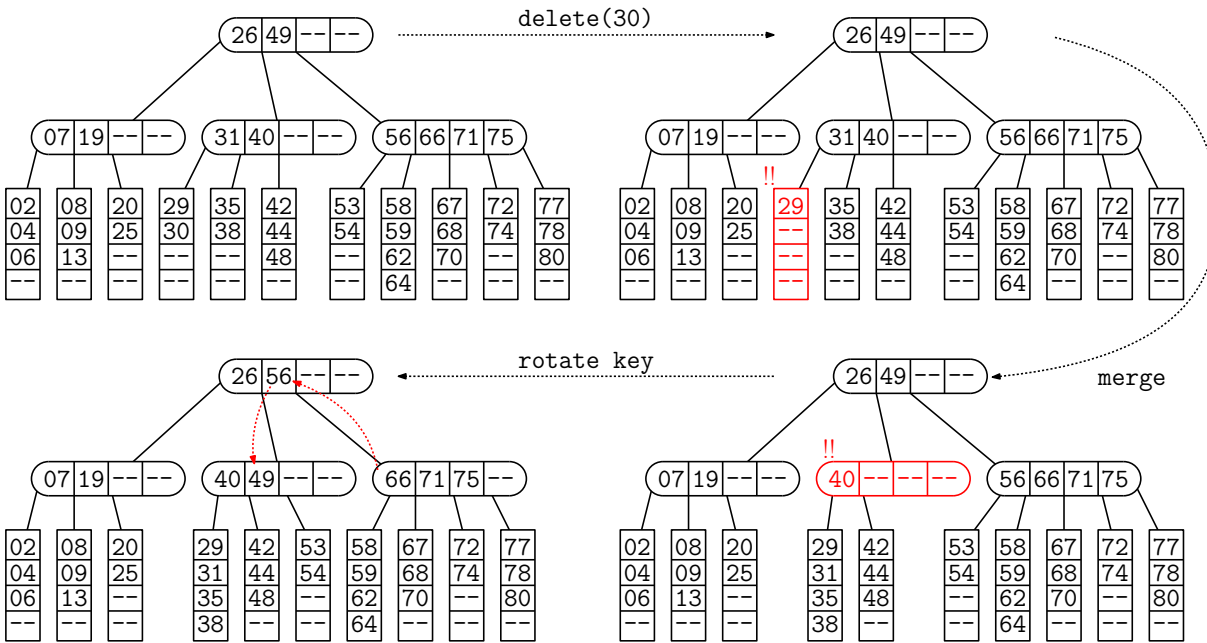 delete(30)
26 49 -- -- 26 49 -- --
07 19 -- -- 31 40 -- -- 56 66 71 75 07 19 -- -- 31 40 -- -- 56 66 71 75
!!
02 08 20 29 35 42 53 58 67 72 77 02 08 20 29 35 42 53 58 67 72 77
04 09 25 30 38 44 54 59 68 74 78 04 09 25 -- 38 44 54 59 68 74 78
06 13 -- -- -- 48 -- 62 70 -- 80 06 13 -- -- -- 48 -- 62 70 -- 80
-- -- -- -- -- -- -- 64 -- -- -- -- -- -- -- -- -- -- 64 -- -- --
rotate key
26 56 -- -- 26 49 -- --
merge
!!
07 19 -- -- 40 49 -- -- 66 71 75 -- 07 19 -- -- 40 -- -- -- 56 66 71 75
02 08 20 29 42 53 58 67 72 77 02 08 20 29 42 53 58 67 72 77
04 09 25 31 44 54 59 68 74 78 04 09 25 31 44 54 59 68 74 78
06 13 -- 35 48 -- 62 70 -- 80 06 13 -- 35 48 -- 62 70 -- 80
-- -- -- 38 -- -- 64 -- -- -- -- -- -- 38 -- -- 64 -- -- --